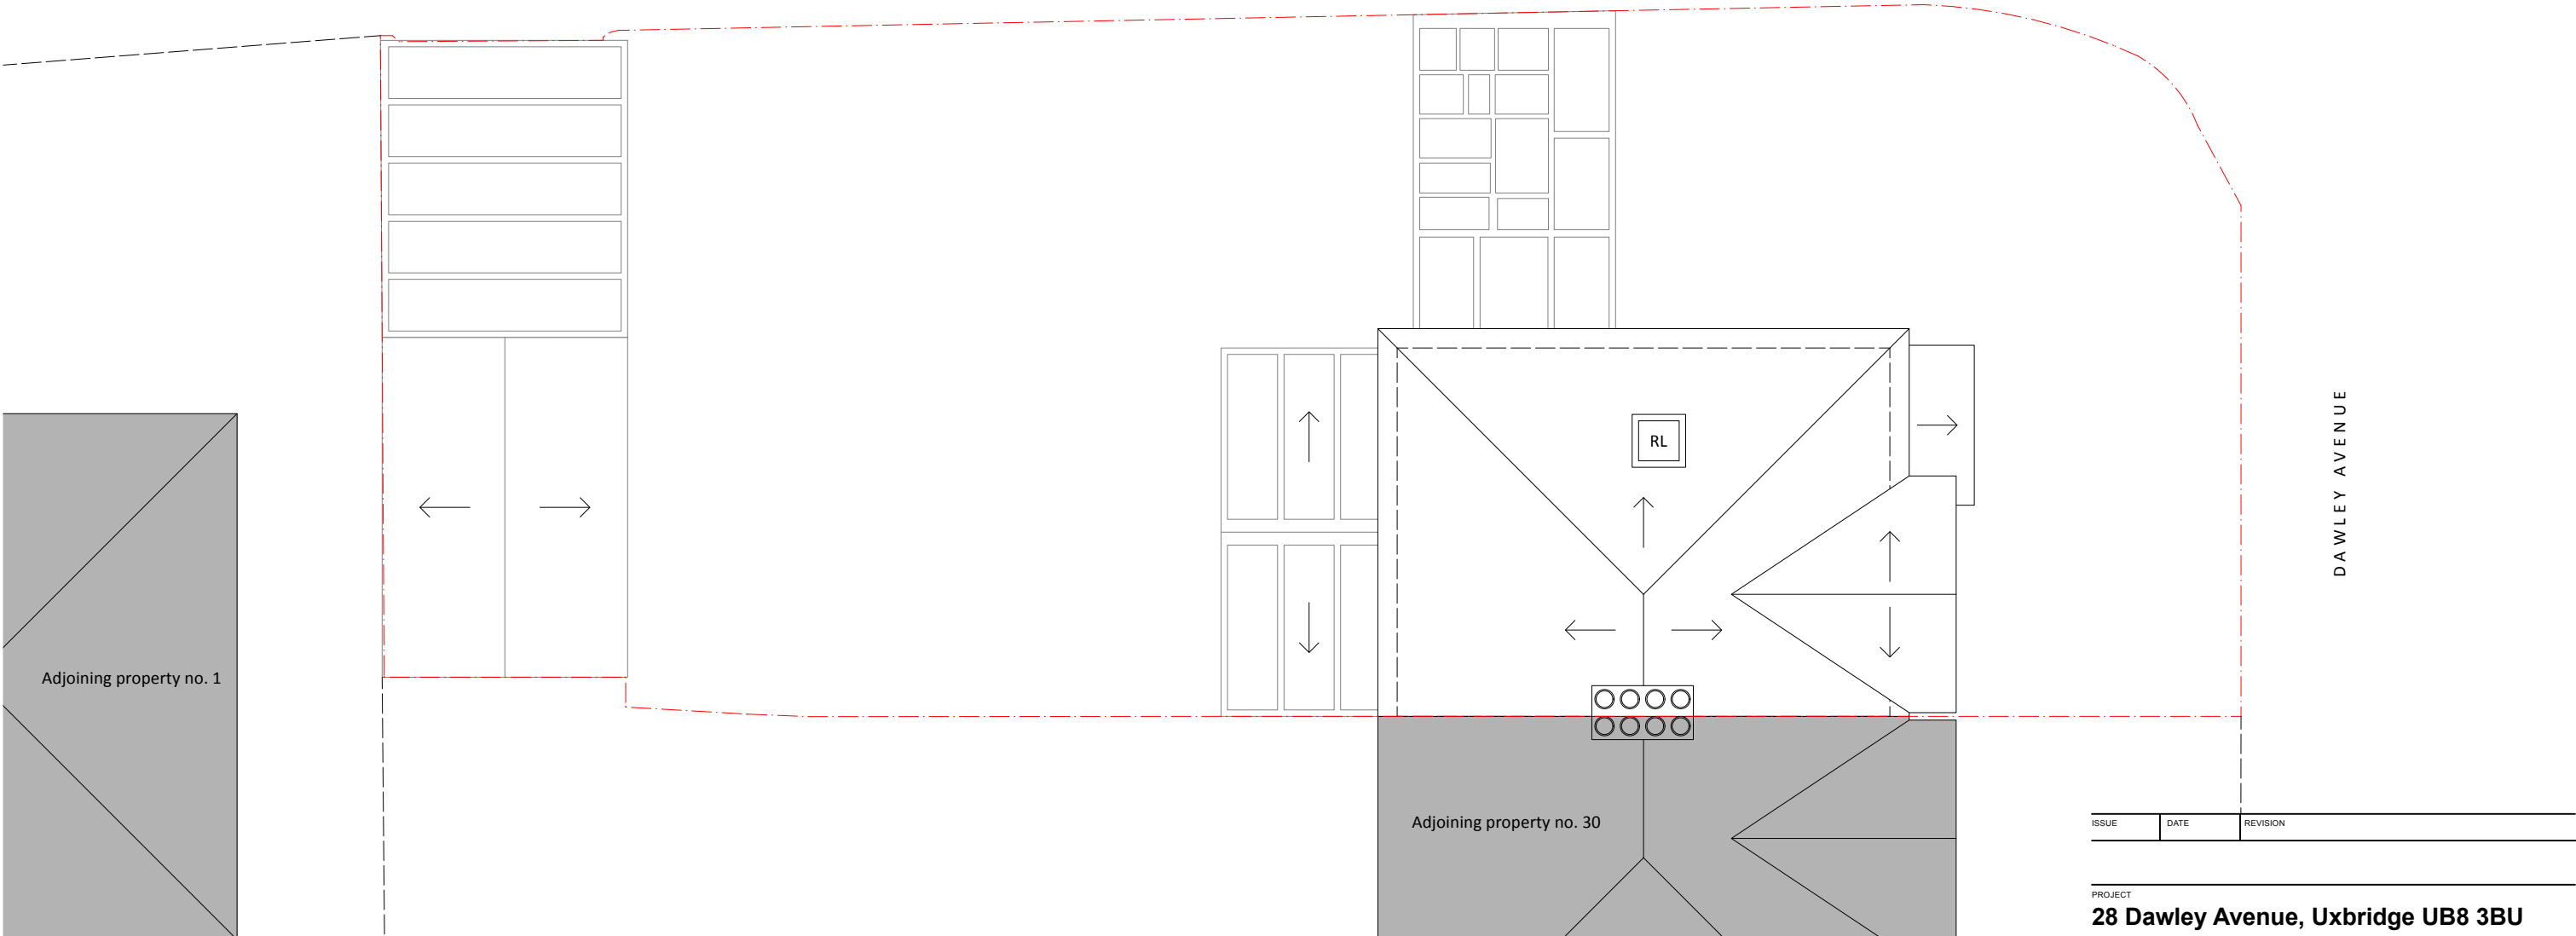 RL
DAWLEY AVENUE
Adjoining property no. 1
Adjoining property no. 30
ISSUE DATE REVISION
PROJECT
28 Dawley Avenue, Uxbridge UB8 3BU